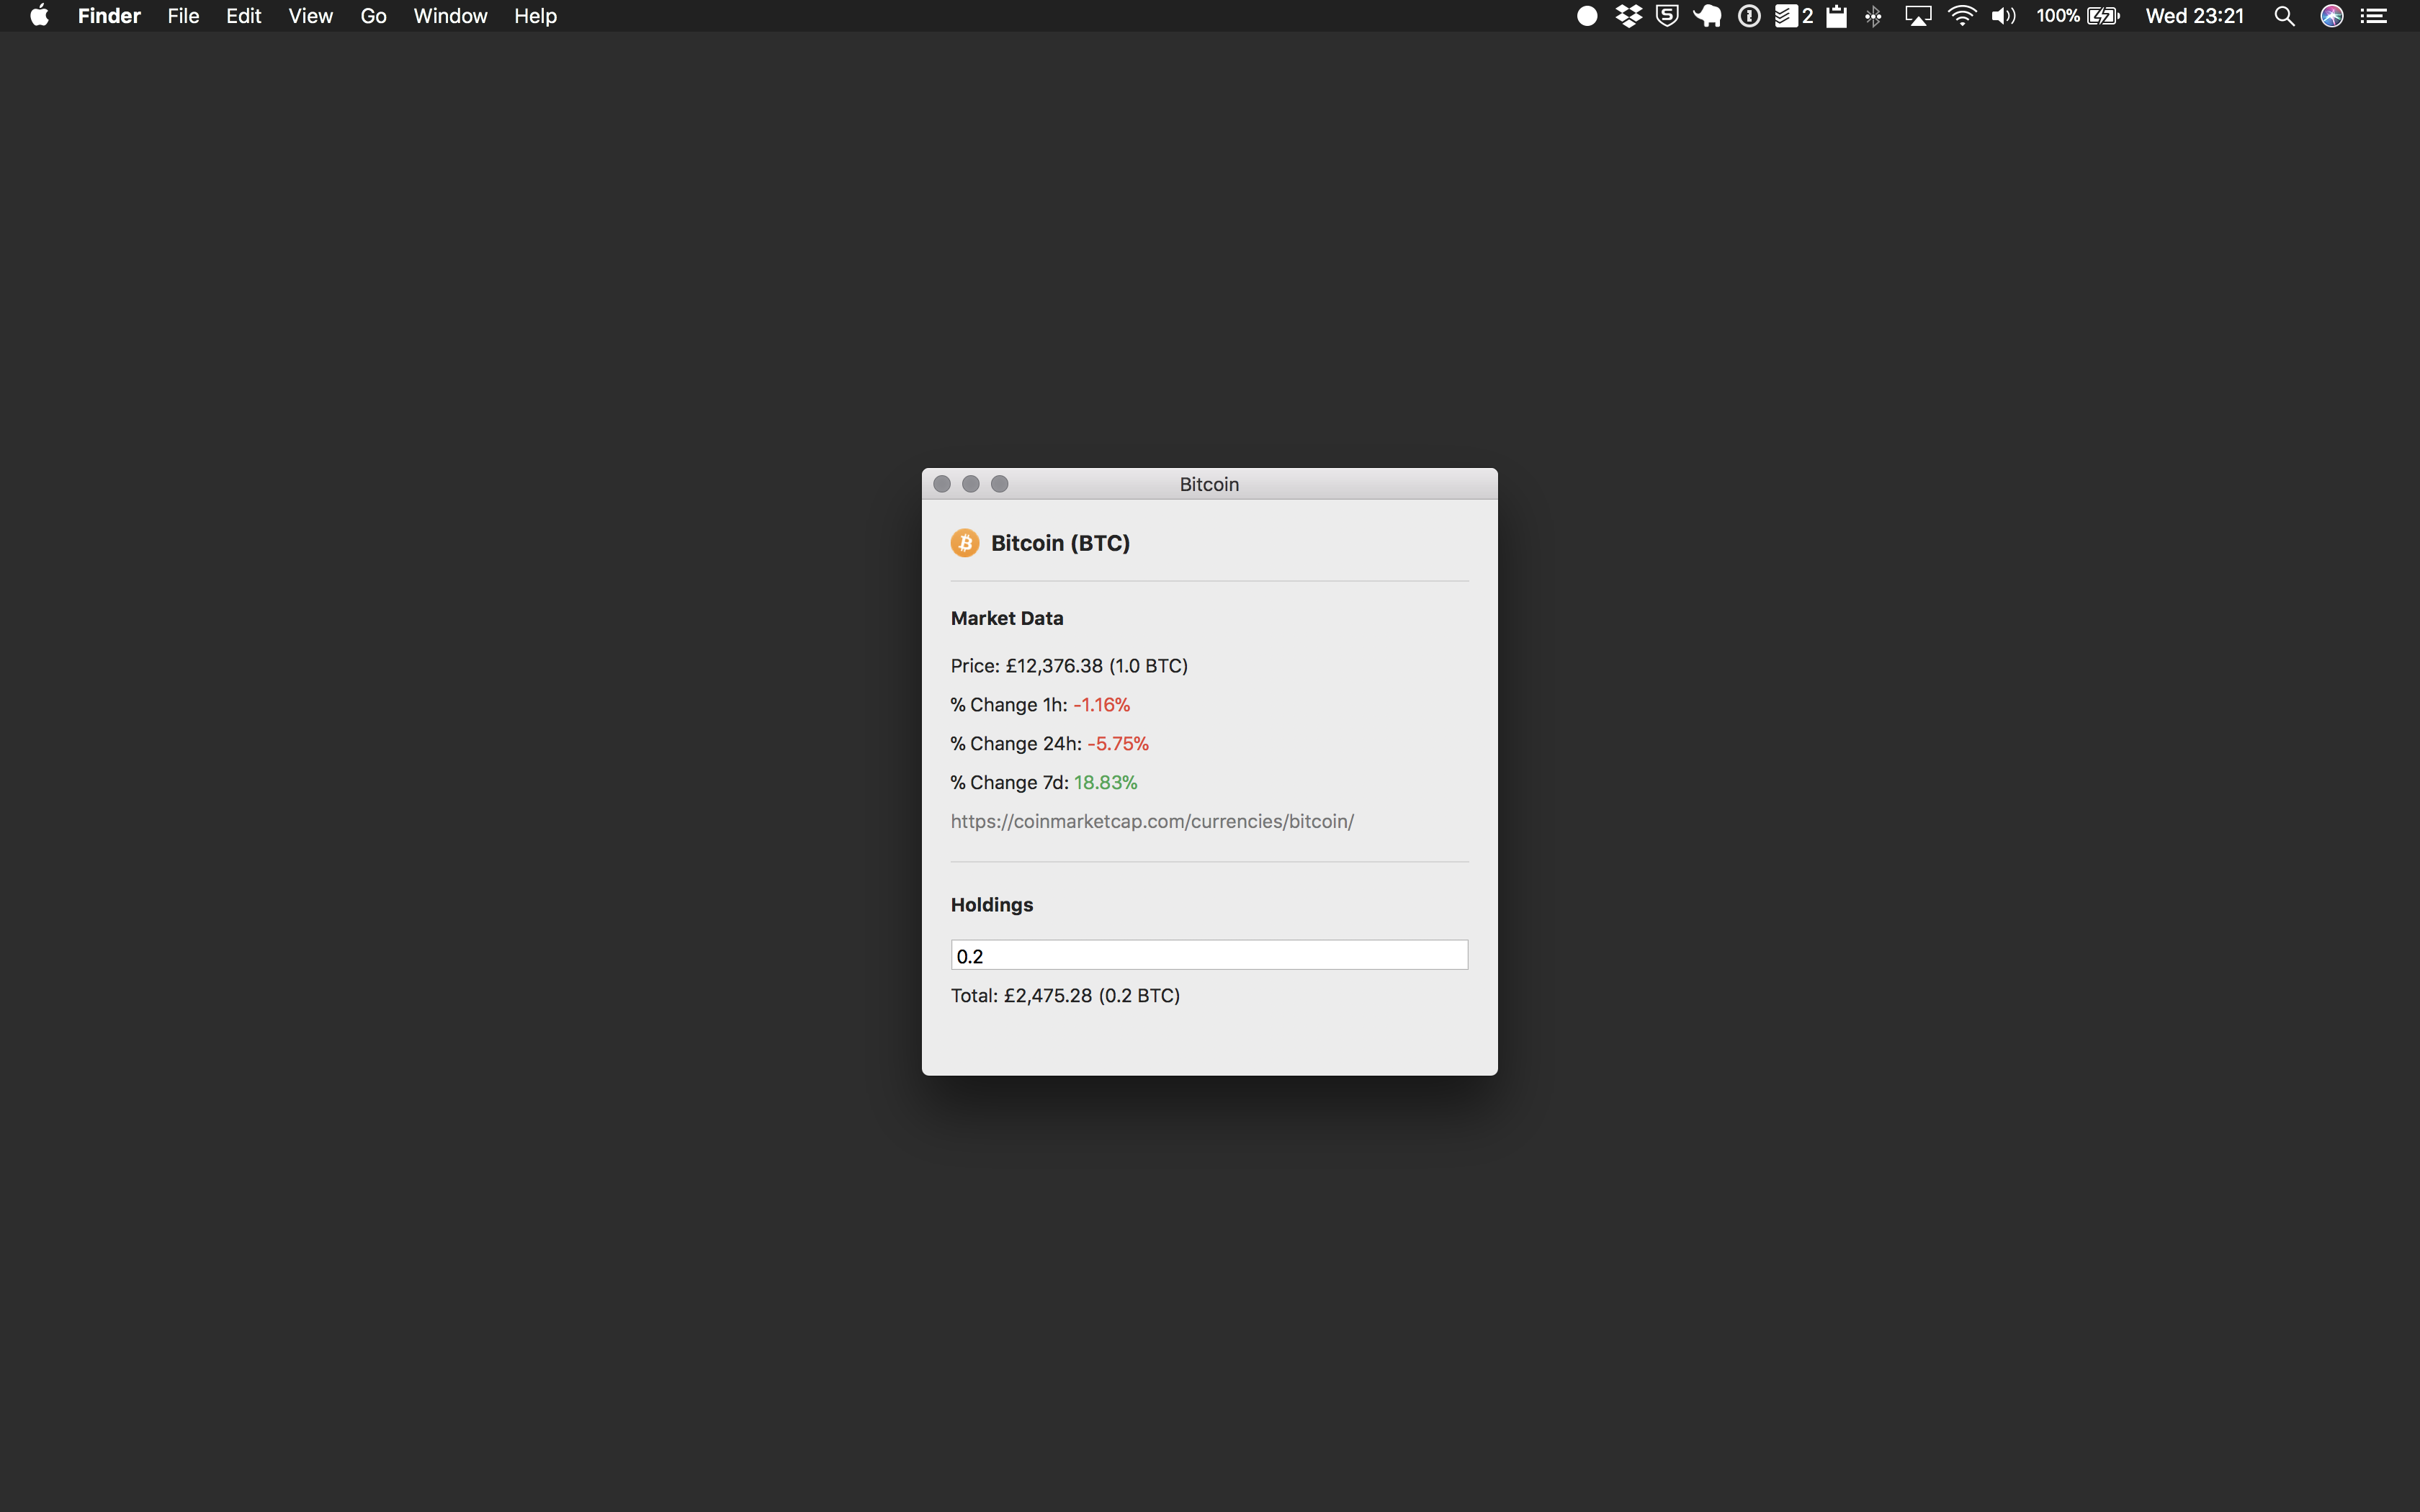 Finder File Edit View Go Window Help 2 100% Wed 23:21
Bitcoin
Bitcoin (BTC)
Market Data
Price: £12,376.38 (1.0 BTC)
% Change 1h: -1.16%
% Change 24h: -5.75%
% Change 7d: 18.83%
https://coinmarketcap.com/currencies/bitcoin/
Holdings
0.2
Total: £2,475.28 (0.2 BTC)